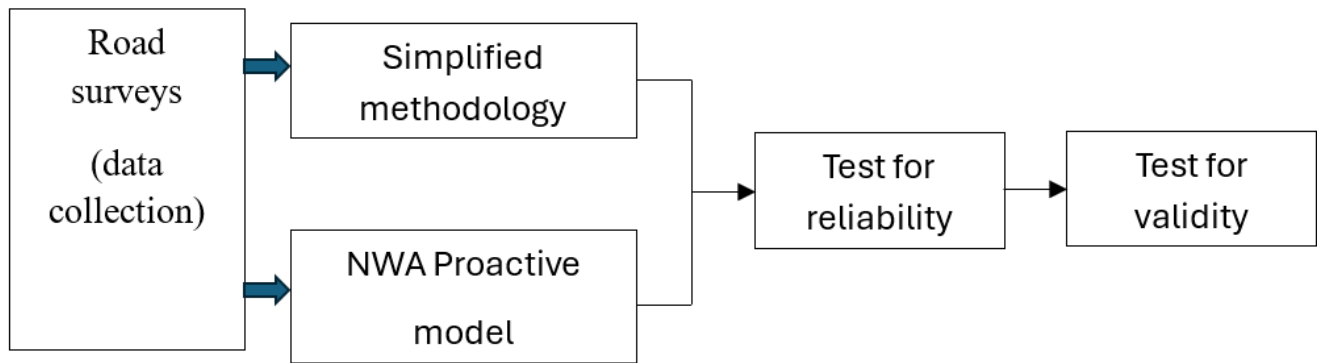 Road
surveys
(data
collection)
Simplified
methodology
NWA Proactive
model
Test for
reliability
Test for
validity